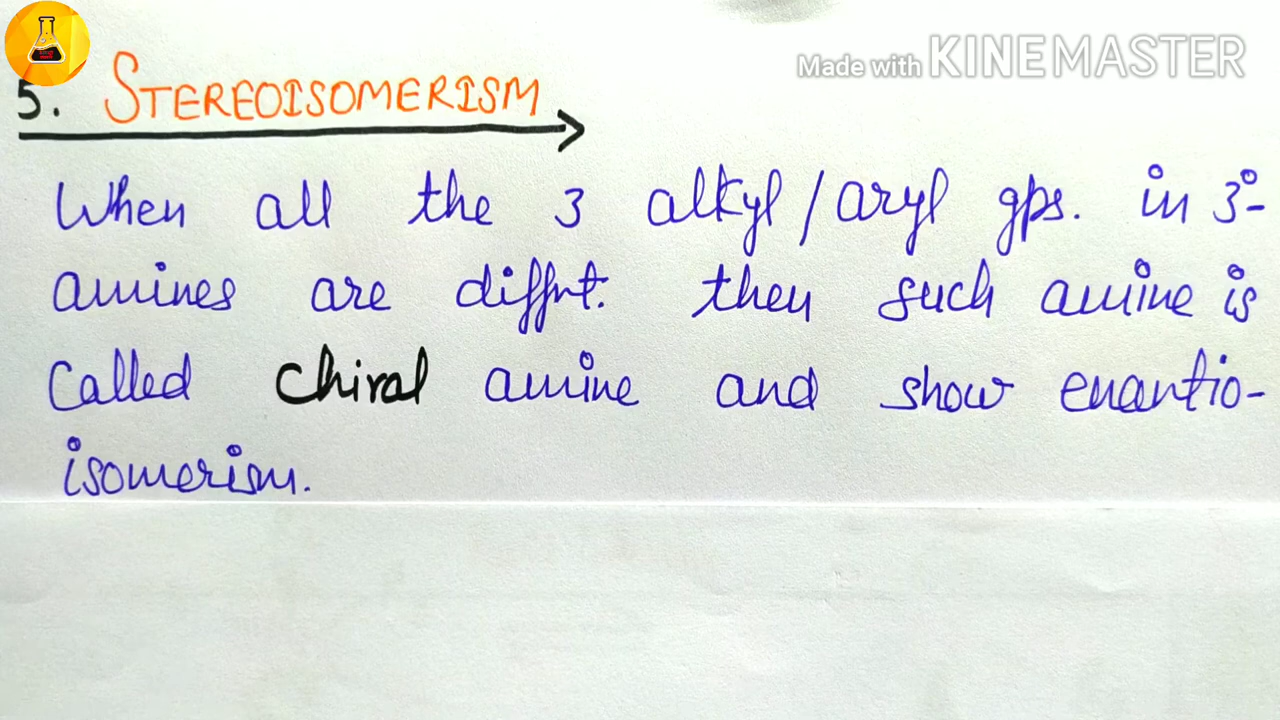 Made with KINEMASTER
5. STEREOISOMERISM
When all the 3 alkyl/aryl gps. in 3°-
amines are diffnt. then such amine is
Called chiral amine and show enantio-
isomerism.